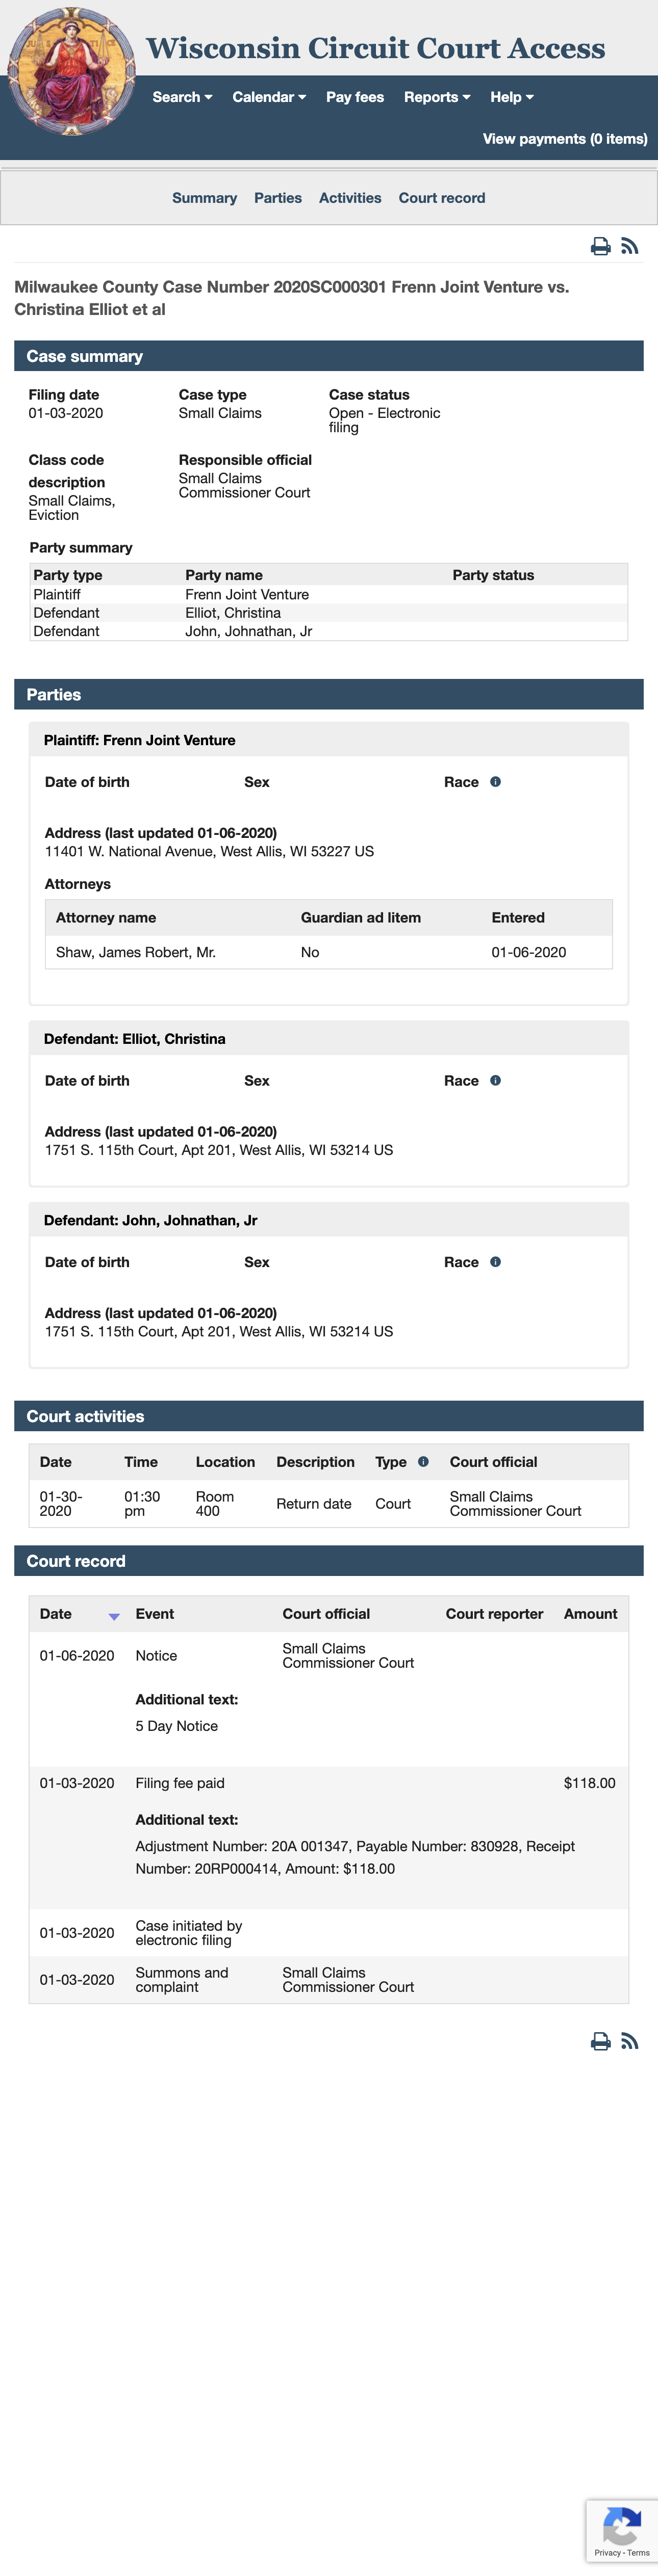 Wisconsin Circuit Court Access
Search Calendar Pay fees Reports Help
View payments (0 items)
Summary Parties Activities Court record
Milwaukee County Case Number 2020SC000301 Frenn Joint Venture vs.
Christina Elliot et al
Case summary
Filing date Case type Case status
01-03-2020 Small Claims Open - Electronic
filing
Class code Responsible official
description Small Claims
Small Claims, Commissioner Court
Eviction
Party summary
Party type Party name Party status
Plaintiff Frenn Joint Venture
Defendant Elliot, Christina
Defendant John, Johnathan, Jr
Parties
Plaintiff: Frenn Joint Venture
Date of birth Sex Race
Address (last updated 01-06-2020)
11401 W. National Avenue, West Allis, WI 53227 US
Attorneys
Attorney name Guardian ad litem Entered
Shaw, James Robert, Mr. No 01-06-2020
Defendant: Elliot, Christina
Date of birth Sex Race
Address (last updated 01-06-2020)
1751 S. 115th Court, Apt 201, West Allis, WI 53214 US
Defendant: John, Johnathan, Jr
Date of birth Sex Race
Address (last updated 01-06-2020)
1751 S. 115th Court, Apt 201, West Allis, WI 53214 US
Court activities
Date Time Location Description Type Court official
01-30- 01:30 Room Return date Court Small Claims
2020 pm 400 Commissioner Court
Court record
Date Event Court official Court reporter Amount
01-06-2020 Notice Small Claims
Commissioner Court
Additional text:
5 Day Notice
01-03-2020 Filing fee paid $118.00
Additional text:
Adjustment Number: 20A 001347, Payable Number: 830928, Receipt
Number: 20RP000414, Amount: $118.00
01-03-2020 Case initiated by
electronic filing
01-03-2020 Summons and Small Claims
complaint Commissioner Court
Privacy - Terms